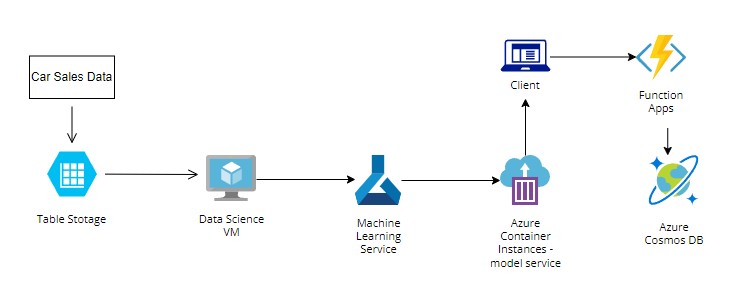 Car Sales Data
Client
Function
Apps
Table Stotage
Data Science
VM
Machine
Learning
Service
Azure
Container
Instances -
model service
Azure
Cosmos DB